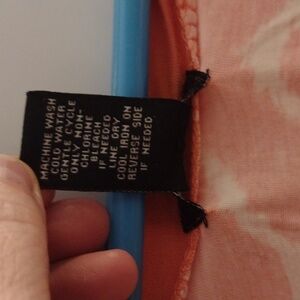 MACHINE WASH
COLD WATER
GENTLE CYCLE
ONLY NON-
CHLORINE
BLEACH
IF NEEDED
LINE DRY
COOL IRON ON
REVERSE SIDE
IF NEEDED